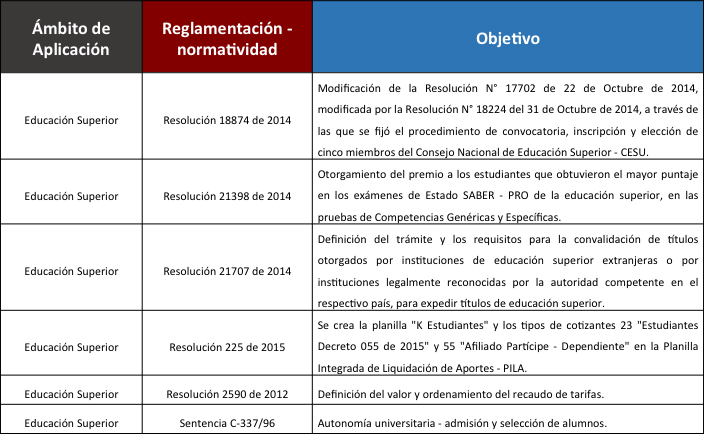 Ámbito de
Aplicación
Reglamentación -
normatividad
Objetivo
Educación Superior
Resolución 18874 de 2014
Modificación de la Resolución N° 17702 de 22 de Octubre de 2014,
modificada por la Resolución N° 18224 del 31 de Octubre de 2014, a través de
las que se fijó el procedimiento de convocatoria, inscripción y elección de
cinco miembros del Consejo Nacional de Educación Superior - CESU.
Educación Superior
Resolución 21398 de 2014
Otorgamiento del premio a los estudiantes que obtuvieron el mayor puntaje
en los exámenes de Estado SABER - PRO de la educación superior, en las
pruebas de Competencias Genéricas y Específicas.
Educación Superior
Resolución 21707 de 2014
Definición del trámite y los requisitos para la convalidación de títulos
otorgados por instituciones de educación superior extranjeras o por
instituciones legalmente reconocidas por la autoridad competente en el
respectivo país, para expedir títulos de educación superior.
Educación Superior
Resolución 225 de 2015
Se crea la planilla "K Estudiantes" y los tipos de cotizantes 23 "Estudiantes
Decreto 055 de 2015" y 55 "Afiliado Partícipe - Dependiente" en la Planilla
Integrada de Liquidación de Aportes - PILA.
Educación Superior
Resolución 2590 de 2012
Definición del valor y ordenamiento del recaudo de tarifas.
Educación Superior
Sentencia C-337/96
Autonomía universitaria - admisión y selección de alumnos.